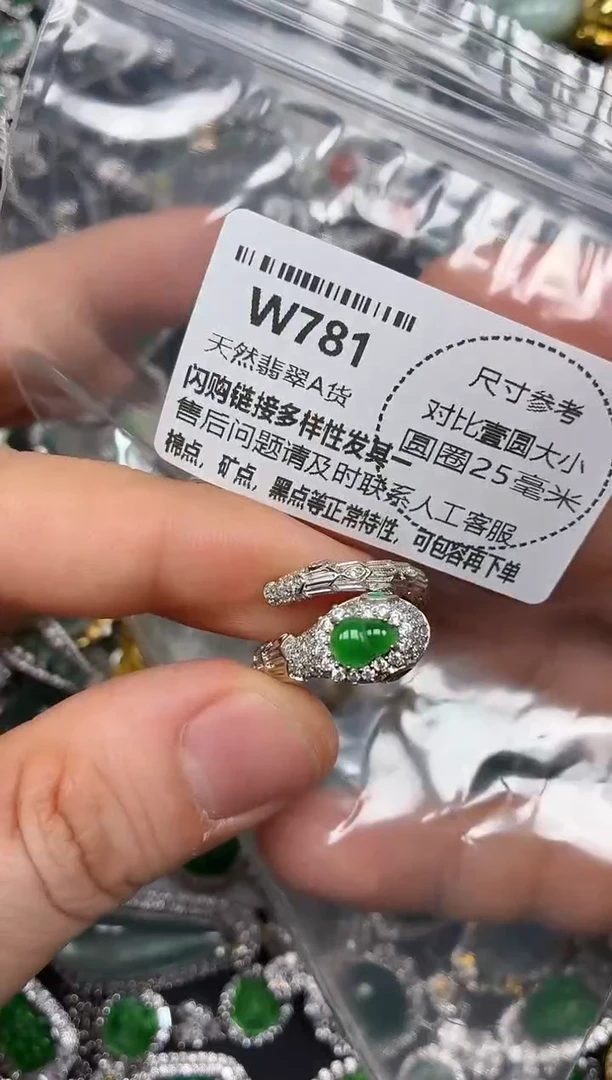 W781
天然翡翠A货
闪购链接多样性发其一
售后问题请及时联系人工客服
棉点，矿点，黑点等正常特性，可包容再下单
尺寸参考
对比壹圆大小
圆圈25毫米